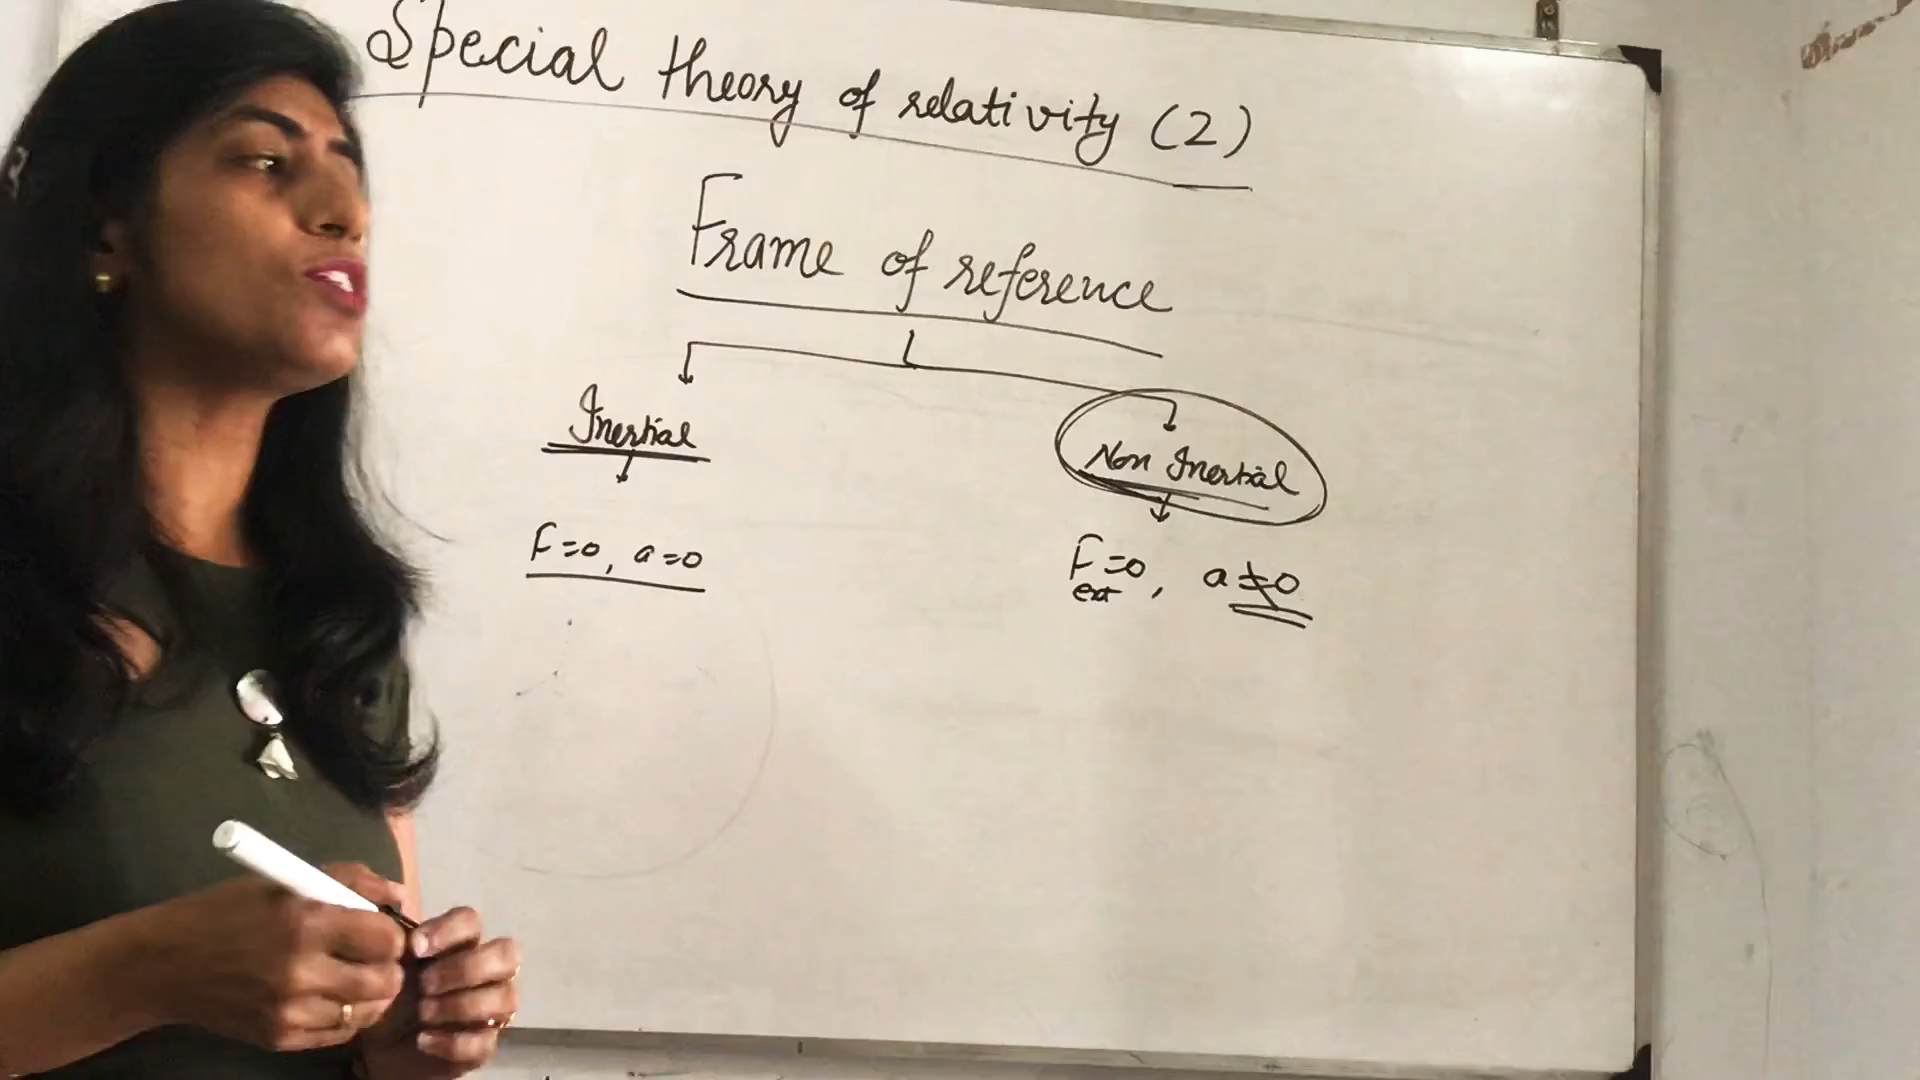 Special theory of relativity (2)
Frame of reference
Inertial
Non Inertial
F=0, a=0
F ext =0, a≠0